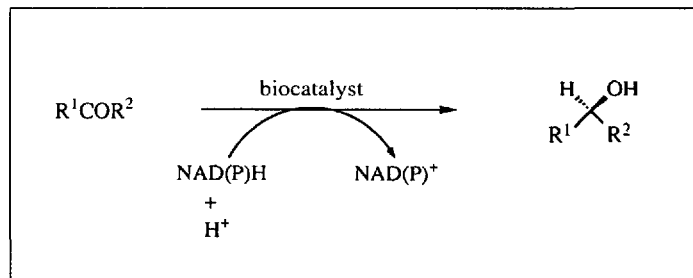 biocatalyst
H OH
R¹COR²
R¹ R²
NAD(P)H NAD(P)⁺
+
H⁺